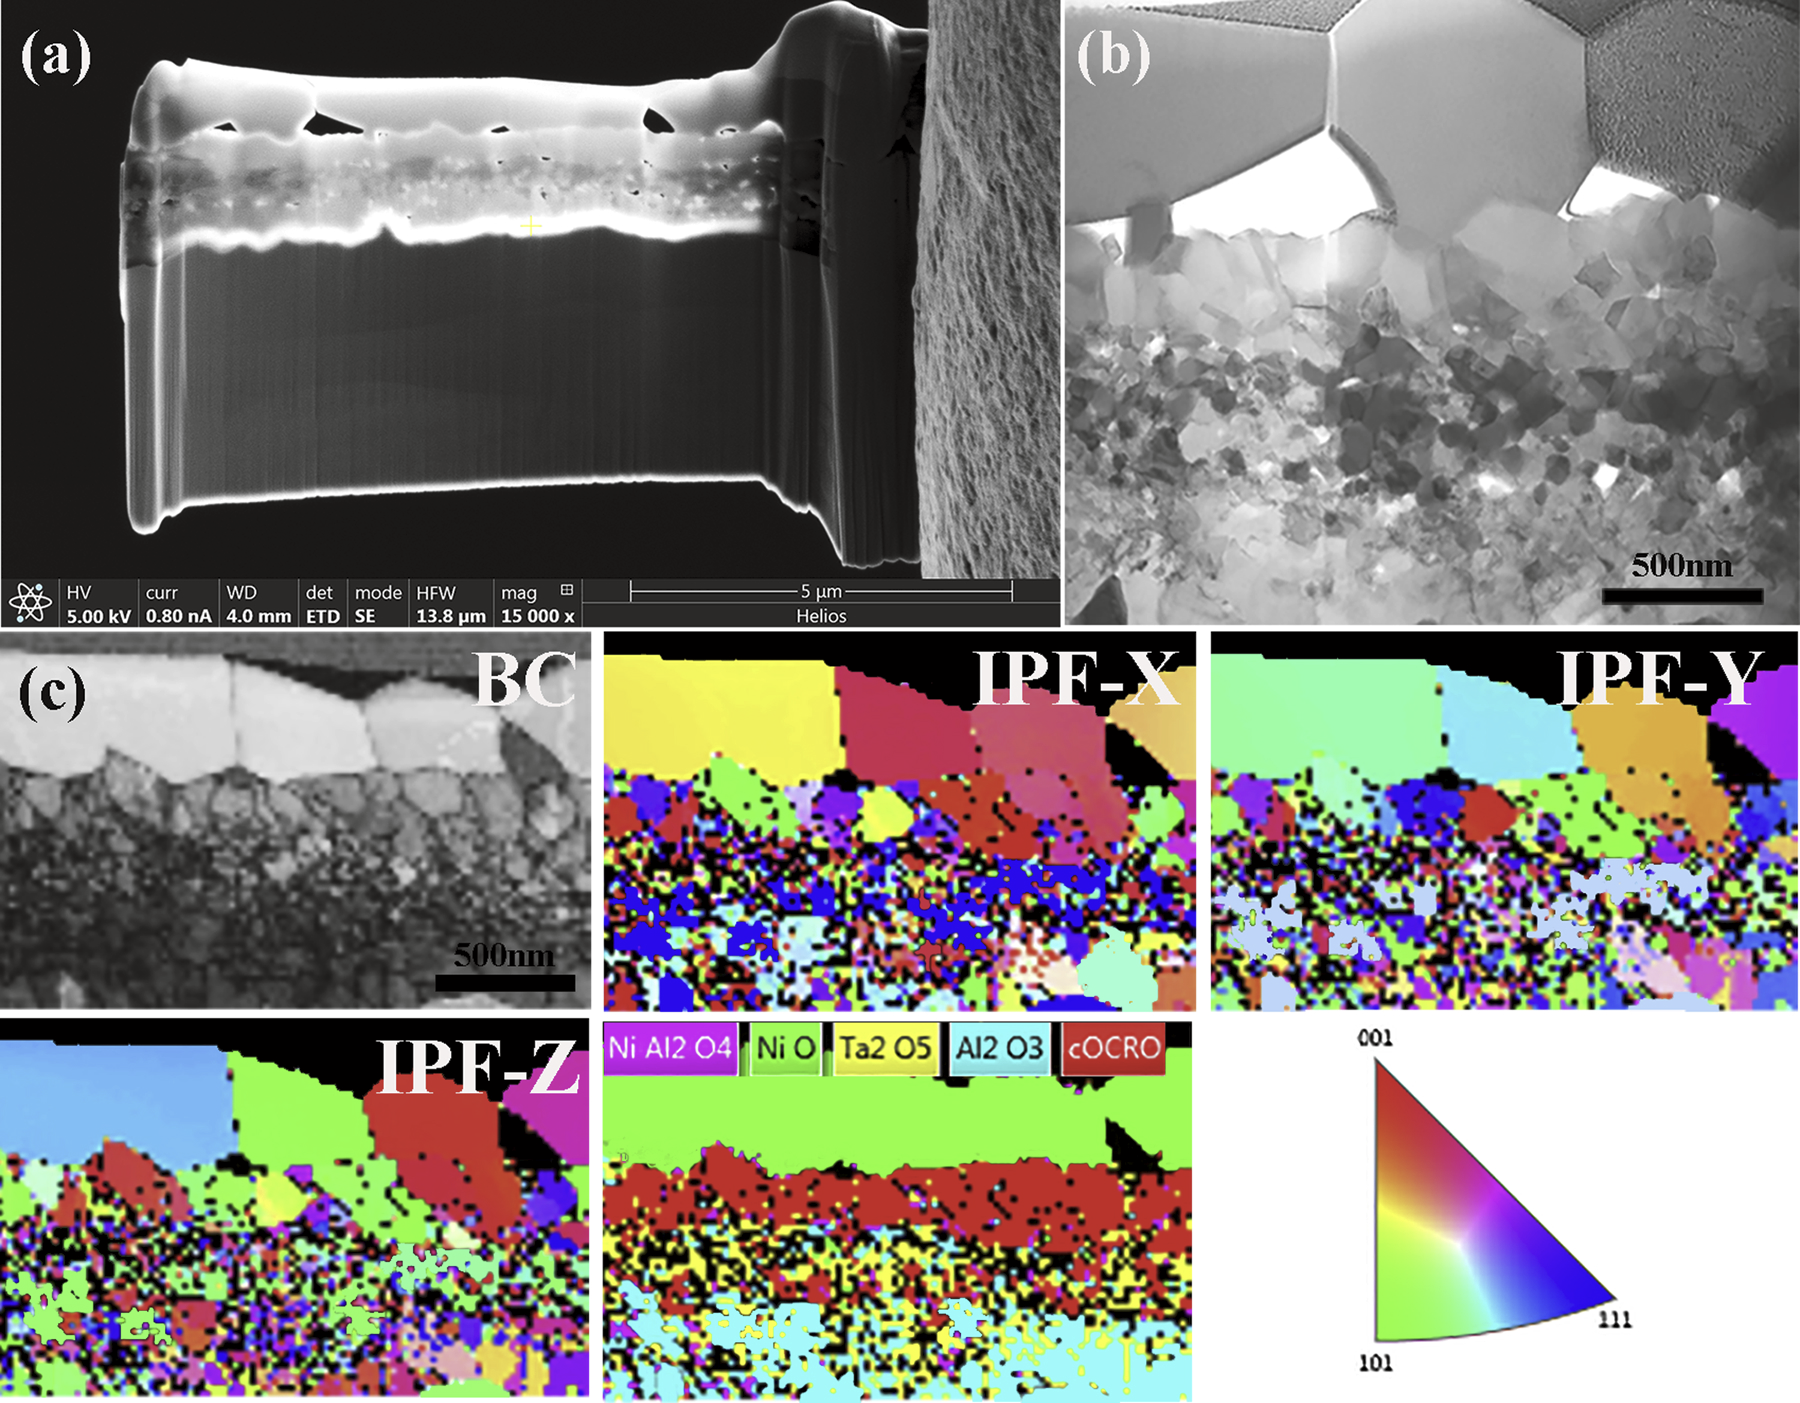 (a)
HV curr WD det mode HFW mag 5 μm
5.00 kV 0.80 nA 4.0 mm ETD SE 13.8 μm 15 000 x Helios
(b)
500nm
(c)
BC
500nm
IPF-X
IPF-Y
IPF-Z
Ni Al2 O4 Ni O Ta2 O5 Al2 O3 cOCRO
001
111
101